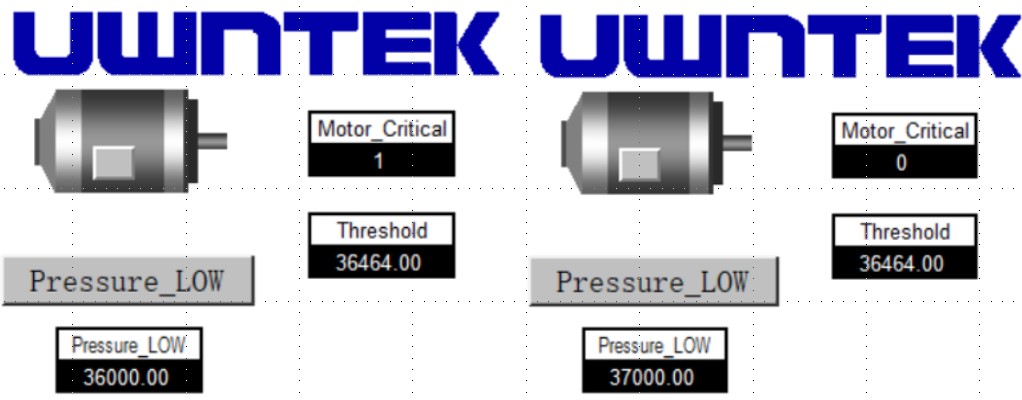 UWNTEK
Motor_Critical
1
Threshold
36464.00
Pressure_LOW
Pressure_LOW
36000.00
UWNTEK
Motor_Critical
0
Threshold
36464.00
Pressure_LOW
Pressure_LOW
37000.00